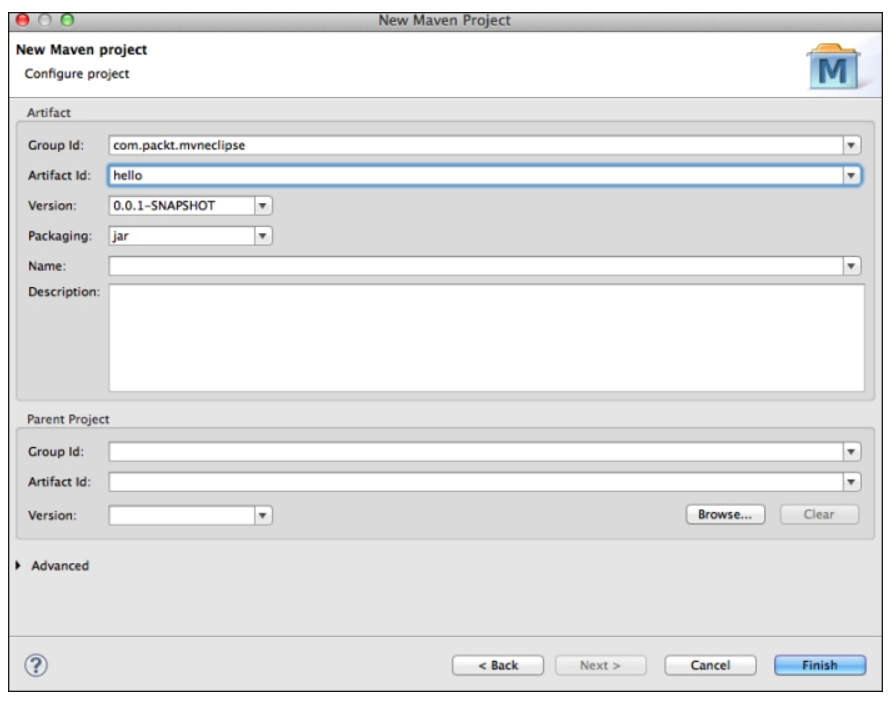 New Maven Project
New Maven project
Configure project
M
Artifact
Group Id: com.packt.mvneclipse
Artifact Id: hello
Version: 0.0.1-SNAPSHOT
Packaging: jar
Name:
Description:
Parent Project
Group Id:
Artifact Id:
Version:
Browse... Clear
Advanced
? < Back Next > Cancel Finish